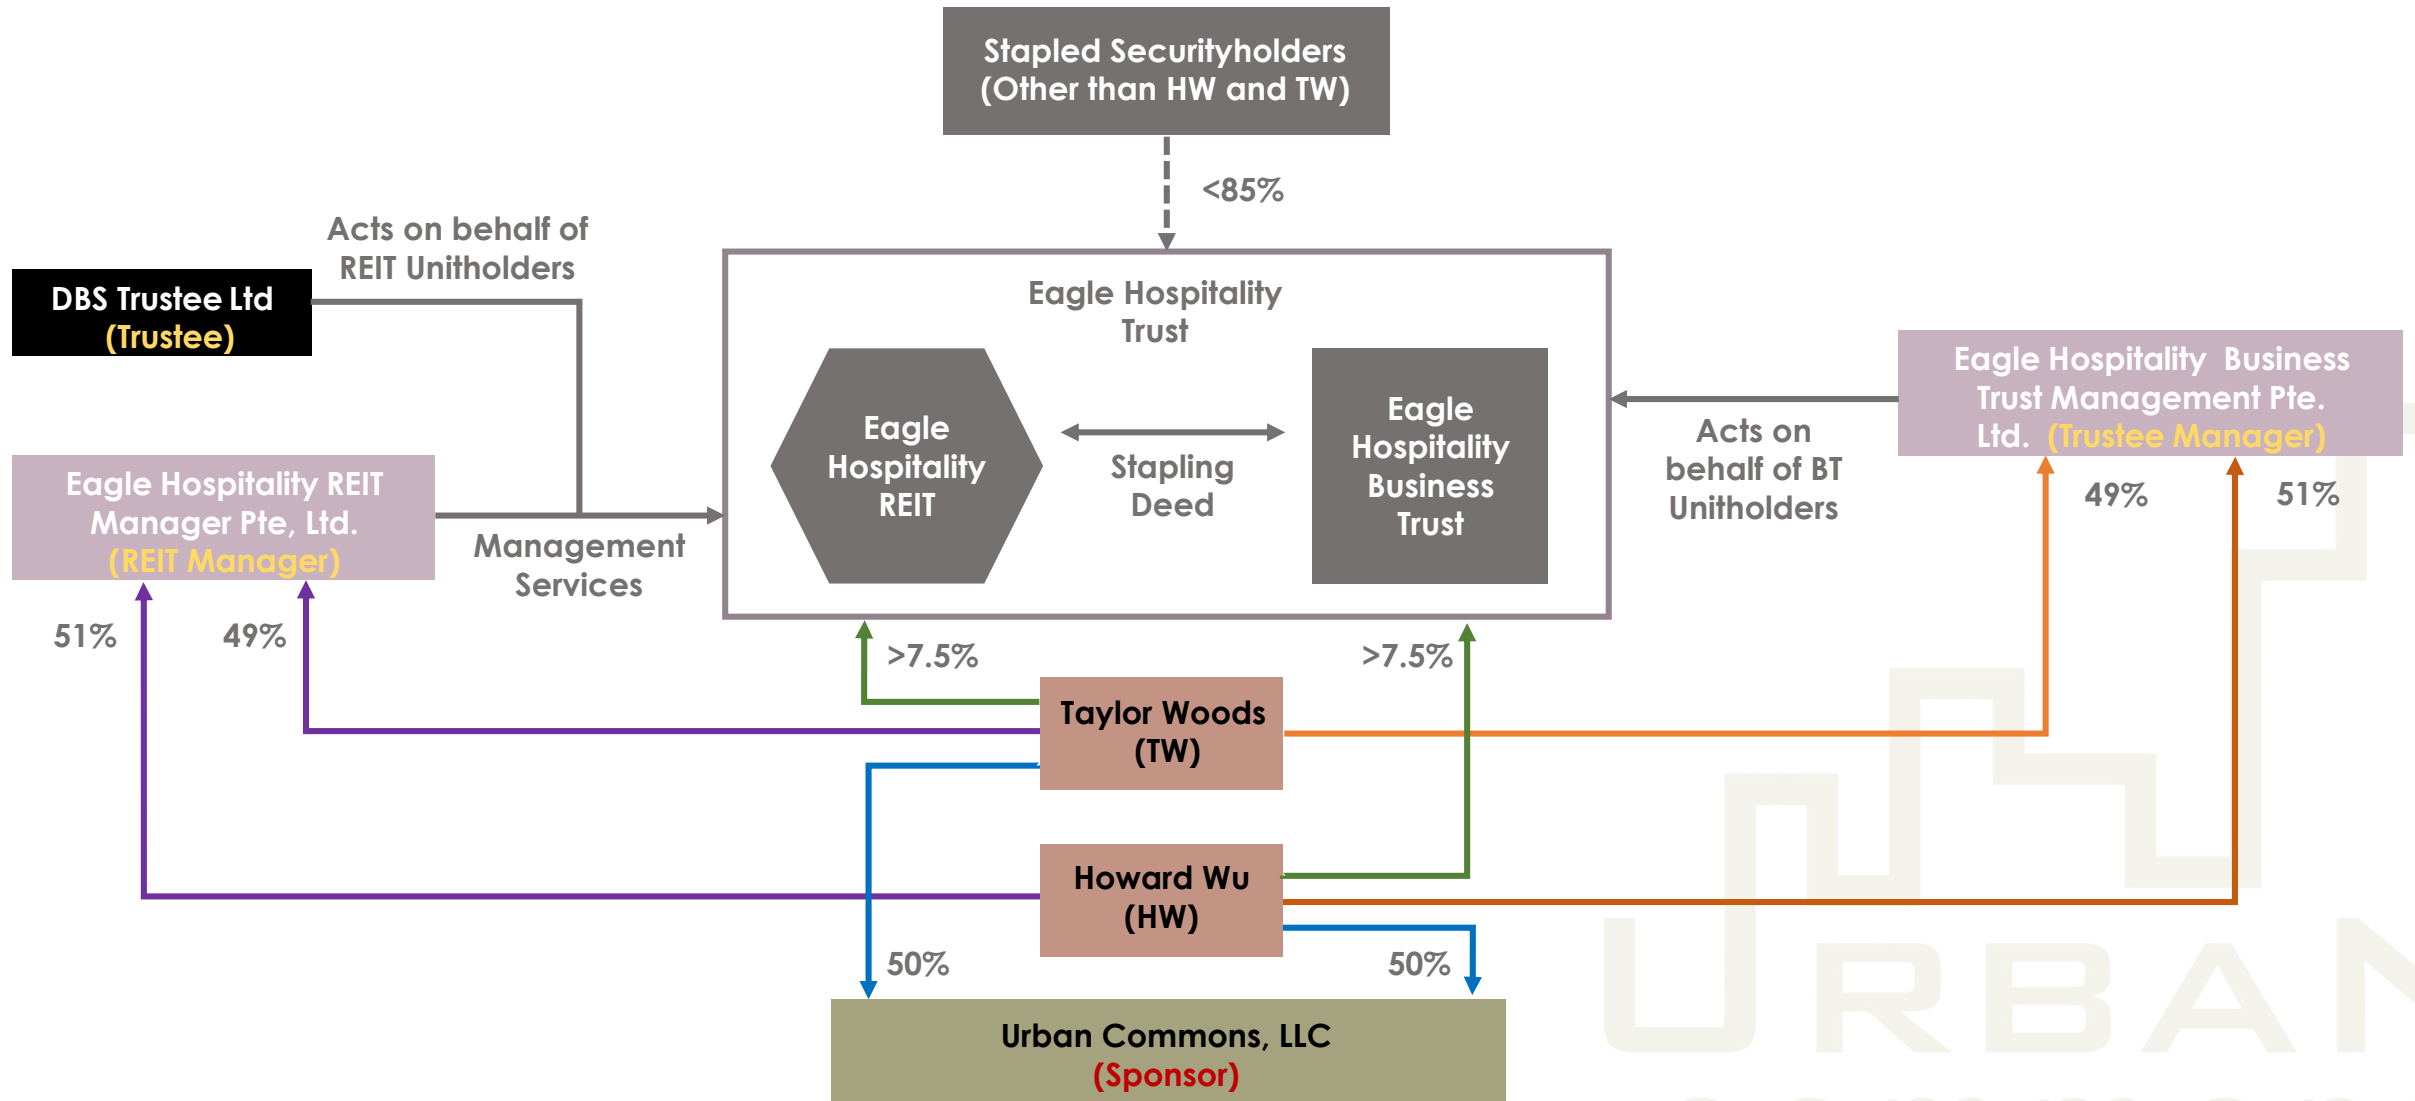 Stapled Securityholders
(Other than HW and TW)
<85%
Acts on behalf of
REIT Unitholders
DBS Trustee Ltd
(Trustee)
Eagle Hospitality
Trust
Eagle Hospitality Business
Trust Management Pte.
Ltd. (Trustee Manager)
Eagle
Hospitality
REIT
Stapling
Deed
Eagle
Hospitality
Business
Trust
Acts on
behalf of BT
Unitholders
49%
51%
Eagle Hospitality REIT
Manager Pte, Ltd.
(REIT Manager)
Management
Services
51%
49%
>7.5%
>7.5%
Taylor Woods
(TW)
Howard Wu
(HW)
50%
50%
Urban Commons, LLC
(Sponsor)
URBAN